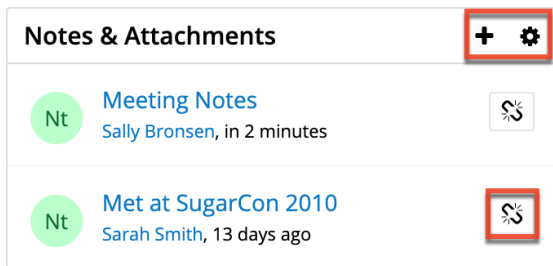 Notes & Attachments
Nt
Meeting Notes
Sally Bronsen, in 2 minutes
Nt
Met at SugarCon 2010
Sarah Smith, 13 days ago